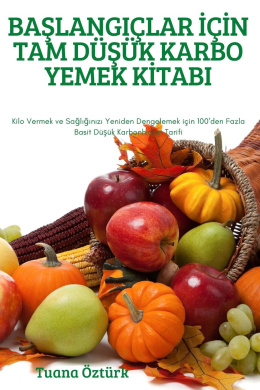 BAŞLANGIÇLAR İÇİN
TAM DÜŞÜK KARBO
YEMEK KİTABI
Kilo Vermek ve Sağlığınızı Yeniden Dengelemek için 100'den Fazla
Basit Düşük Tarifi
Tuana Öztürk